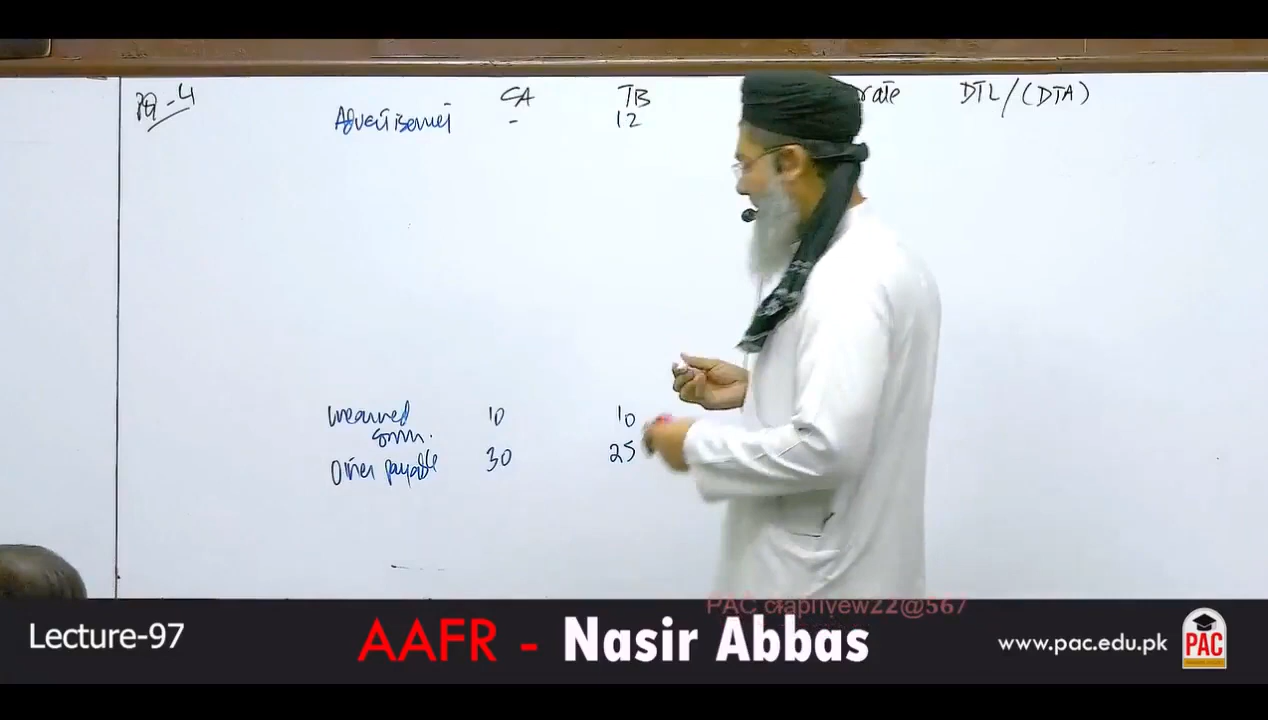 PQ-4
CA TB rate DTL/(DTA)
Advertisement - 12
Unearned 10 10
comm.
Other payable 30 25
PAC
Lecture-97
AAFR - Nasir Abbas
www.pac.edu.pk
PAC